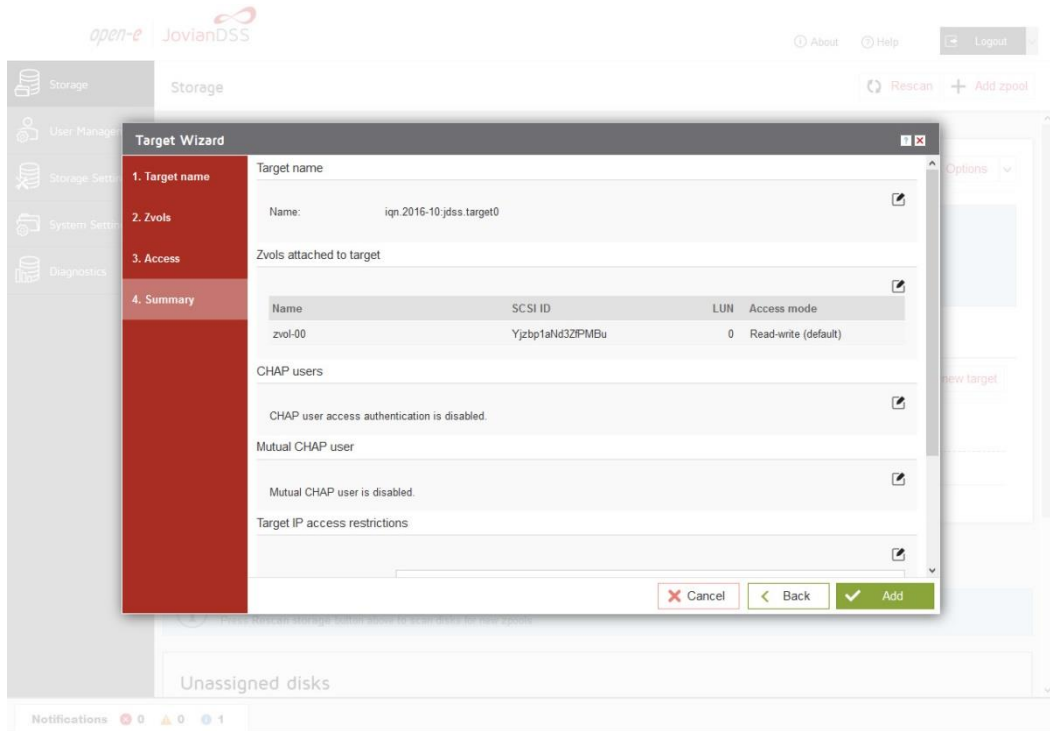 open-e JovianDSS
About Help Logout
Storage
Storage
Rescan Add zpool
User Manage
Target Wizard
1. Target name
Target name
Options
Storage Setti
Name: iqn.2016-10:jdss.target0
2. Zvols
System Settin
3. Access
Zvols attached to target
Diagnostics
4. Summary
Name SCSI ID LUN Access mode
zvol-00 Yjzbp1aNd3ZfPMBu 0 Read-write (default)
CHAP users
new target
CHAP user access authentication is disabled.
Mutual CHAP user
Mutual CHAP user is disabled.
Target IP access restrictions
Cancel Back Add
Press Rescan storage button above to scan disks for new zpools.
Unassigned disks
Notifications 0 0 1